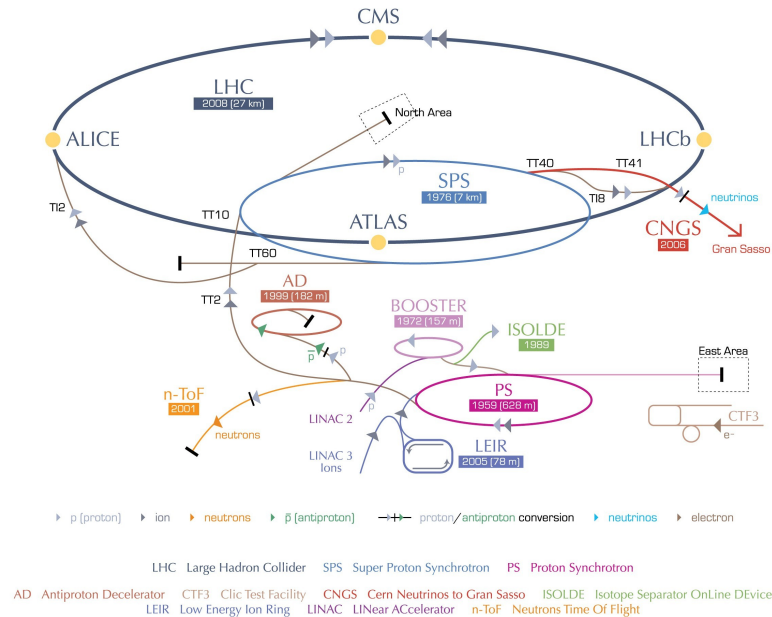 CMS
LHC
2008 (27 km)
North Area
ALICE
LHCb
TT40
TT41
SPS
1976 (7 km)
TI8
neutrinos
TI2
TT10
ATLAS
CNGS
2006
Gran Sasso
p
TT60
AD
1999 (182 m)
TT2
BOOSTER
1972 (157 m)
ISOLDE
1989
East Area
p̅
p
n-ToF
2001
PS
1959 (628 m)
LINAC 2
p
neutrons
CTF3
e-
LEIR
2005 (78 m)
LINAC 3
Ions
p (proton) ion neutrons p̅ (antiproton) proton/antiproton conversion neutrinos electron
LHC Large Hadron Collider SPS Super Proton Synchrotron PS Proton Synchrotron
AD Antiproton Decelerator CTF3 Clic Test Facility CNGS Cern Neutrinos to Gran Sasso ISOLDE Isotope Separator OnLine DEvice
LEIR Low Energy Ion Ring LINAC LINear ACcelerator n-ToF Neutrons Time Of Flight